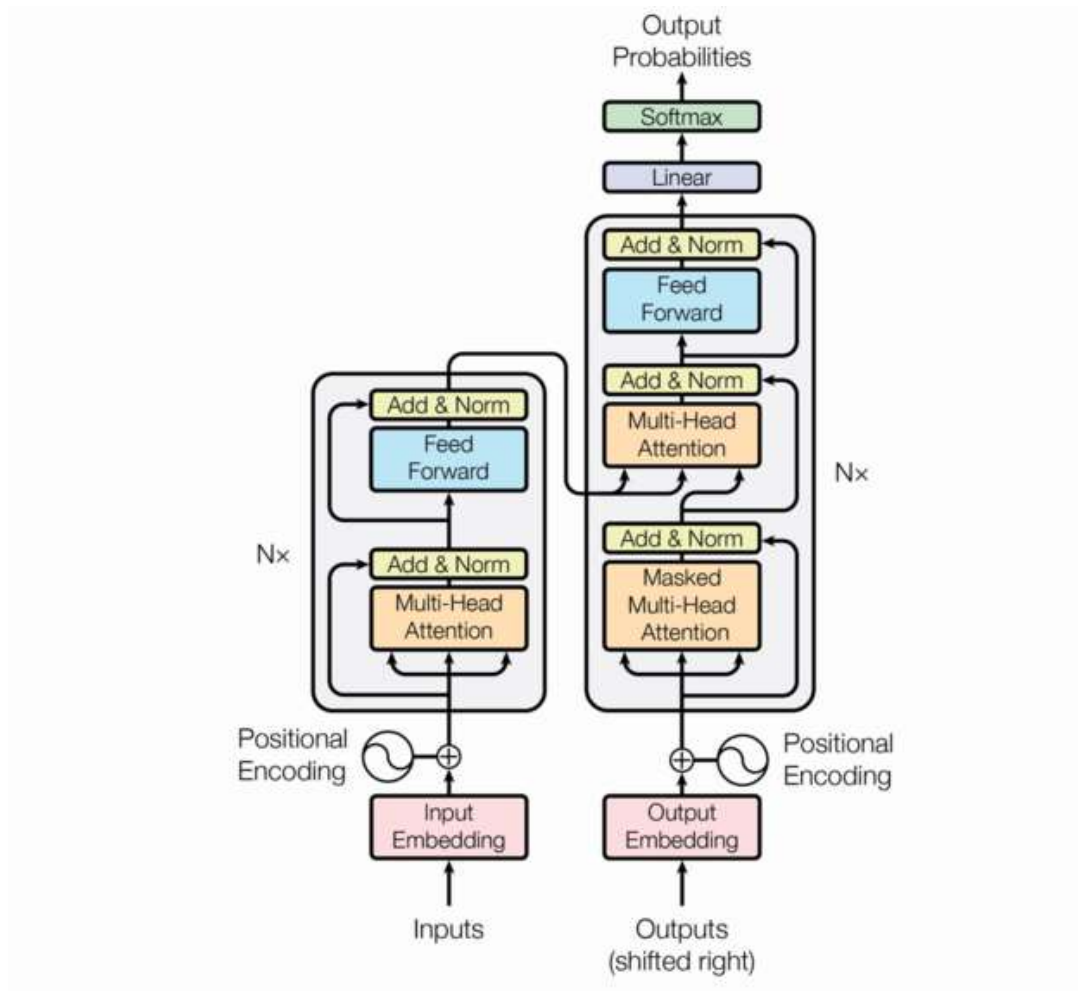 Output
Probabilities
Softmax
Linear
Add & Norm
Feed
Forward
Add & Norm
Multi-Head
Attention
Add & Norm
Masked
Multi-Head
Attention
Nx
Positional
Encoding
Output
Embedding
Outputs
(shifted right)
Add & Norm
Feed
Forward
Add & Norm
Multi-Head
Attention
Nx
Positional
Encoding
Input
Embedding
Inputs